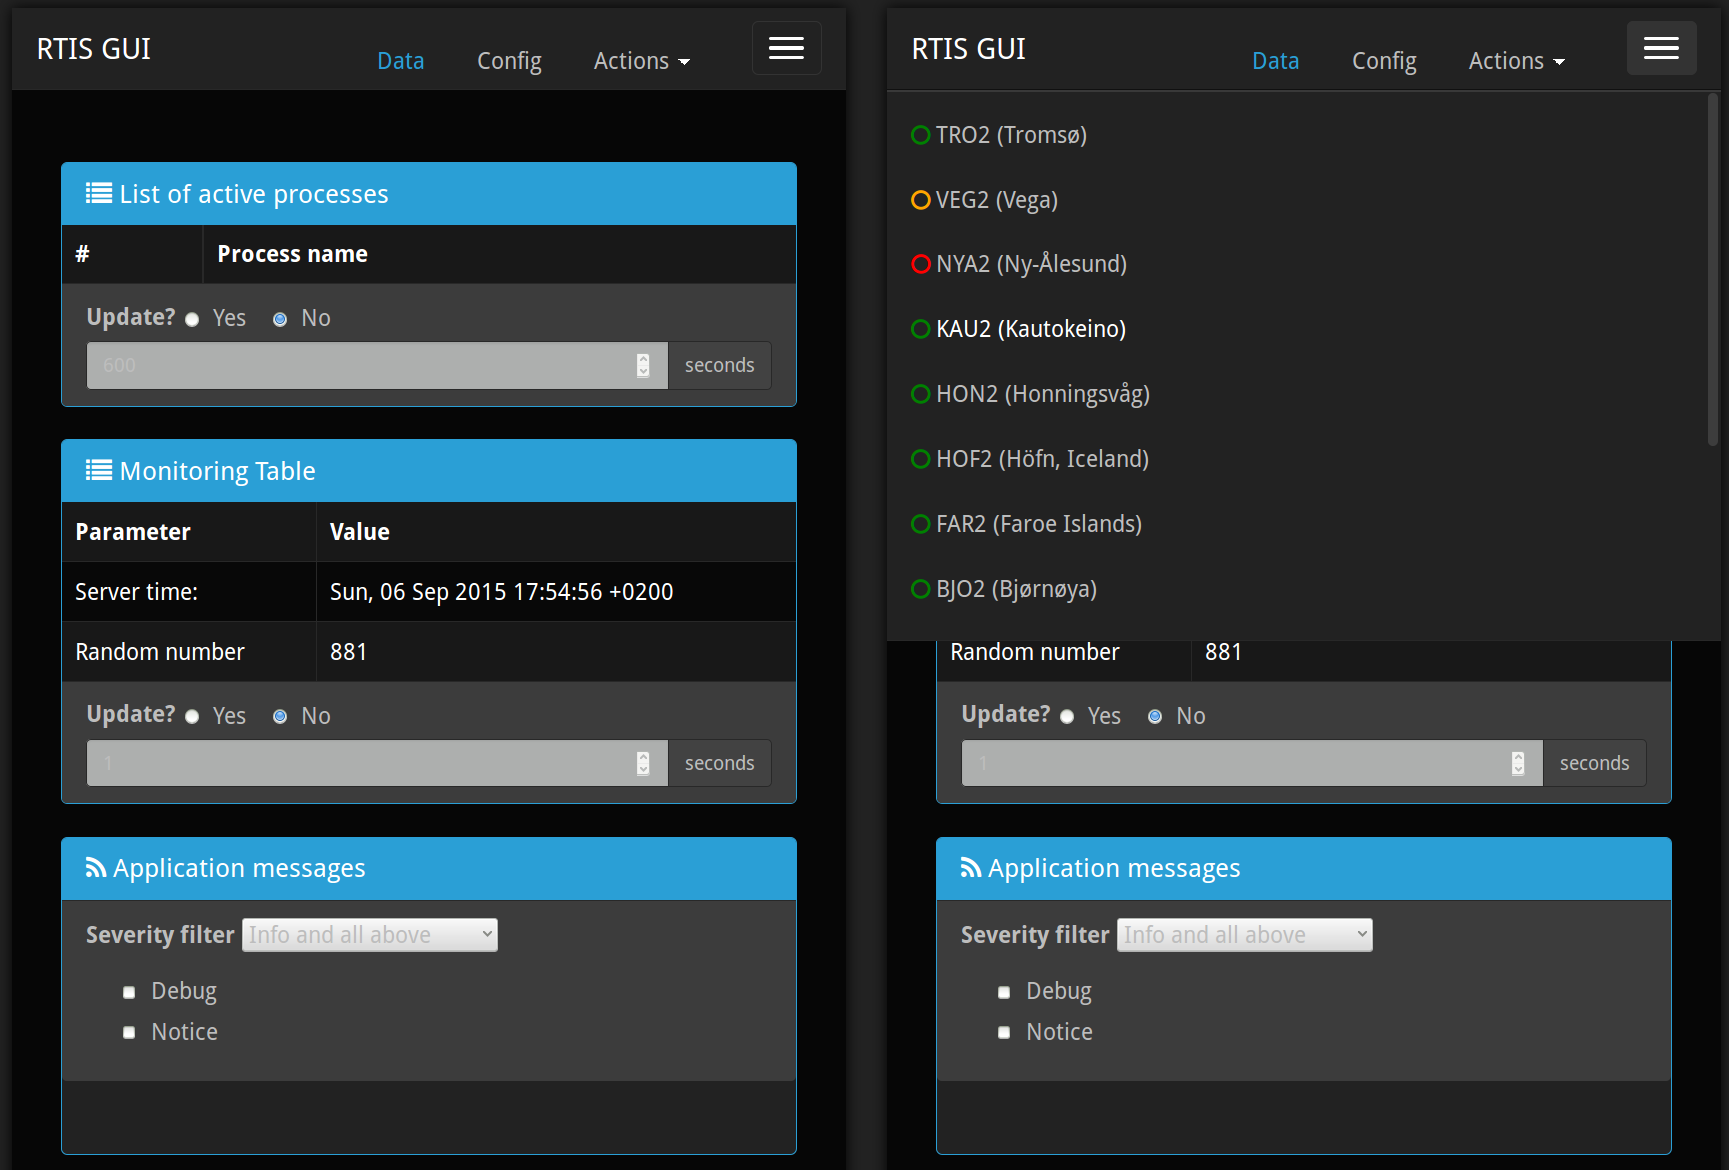 RTIS GUI
Data
Config
Actions
List of active processes
# Process name
Update? Yes No
600 seconds
Monitoring Table
Parameter Value
Server time: Sun, 06 Sep 2015 17:54:56 +0200
Random number 881
Update? Yes No
1 seconds
Application messages
Severity filter Info and all above
Debug
Notice
RTIS GUI
Data
Config
Actions
TRO2 (Tromsø)
VEG2 (Vega)
NYA2 (Ny-Ålesund)
KAU2 (Kautokeino)
HON2 (Honningsvåg)
HOF2 (Höfn, Iceland)
FAR2 (Faroe Islands)
BJO2 (Bjørnøya)
Random number 881
Update? Yes No
1 seconds
Application messages
Severity filter Info and all above
Debug
Notice